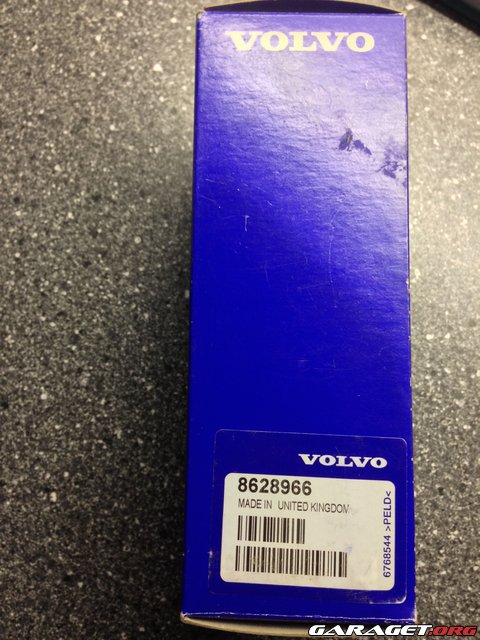 VOLVO
VOLVO
8628966
MADE IN UNITED KINGDOM
6768544 >PELD<
GARAGET.ORG